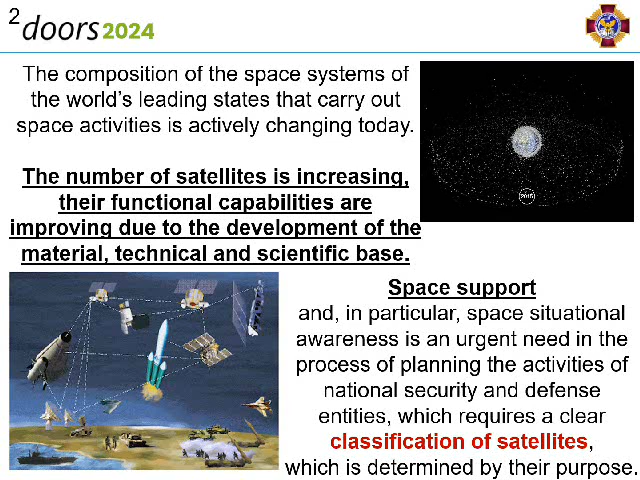 2
doors 2024
The composition of the space systems of
the world's leading states that carry out
space activities is actively changing today.
The number of satellites is increasing,
their functional capabilities are
improving due to the development of the
material, technical and scientific base.
2015
Space support
and, in particular, space situational
awareness is an urgent need in the
process of planning the activities of
national security and defense
entities, which requires a clear
classification of satellites,
which is determined by their purpose.